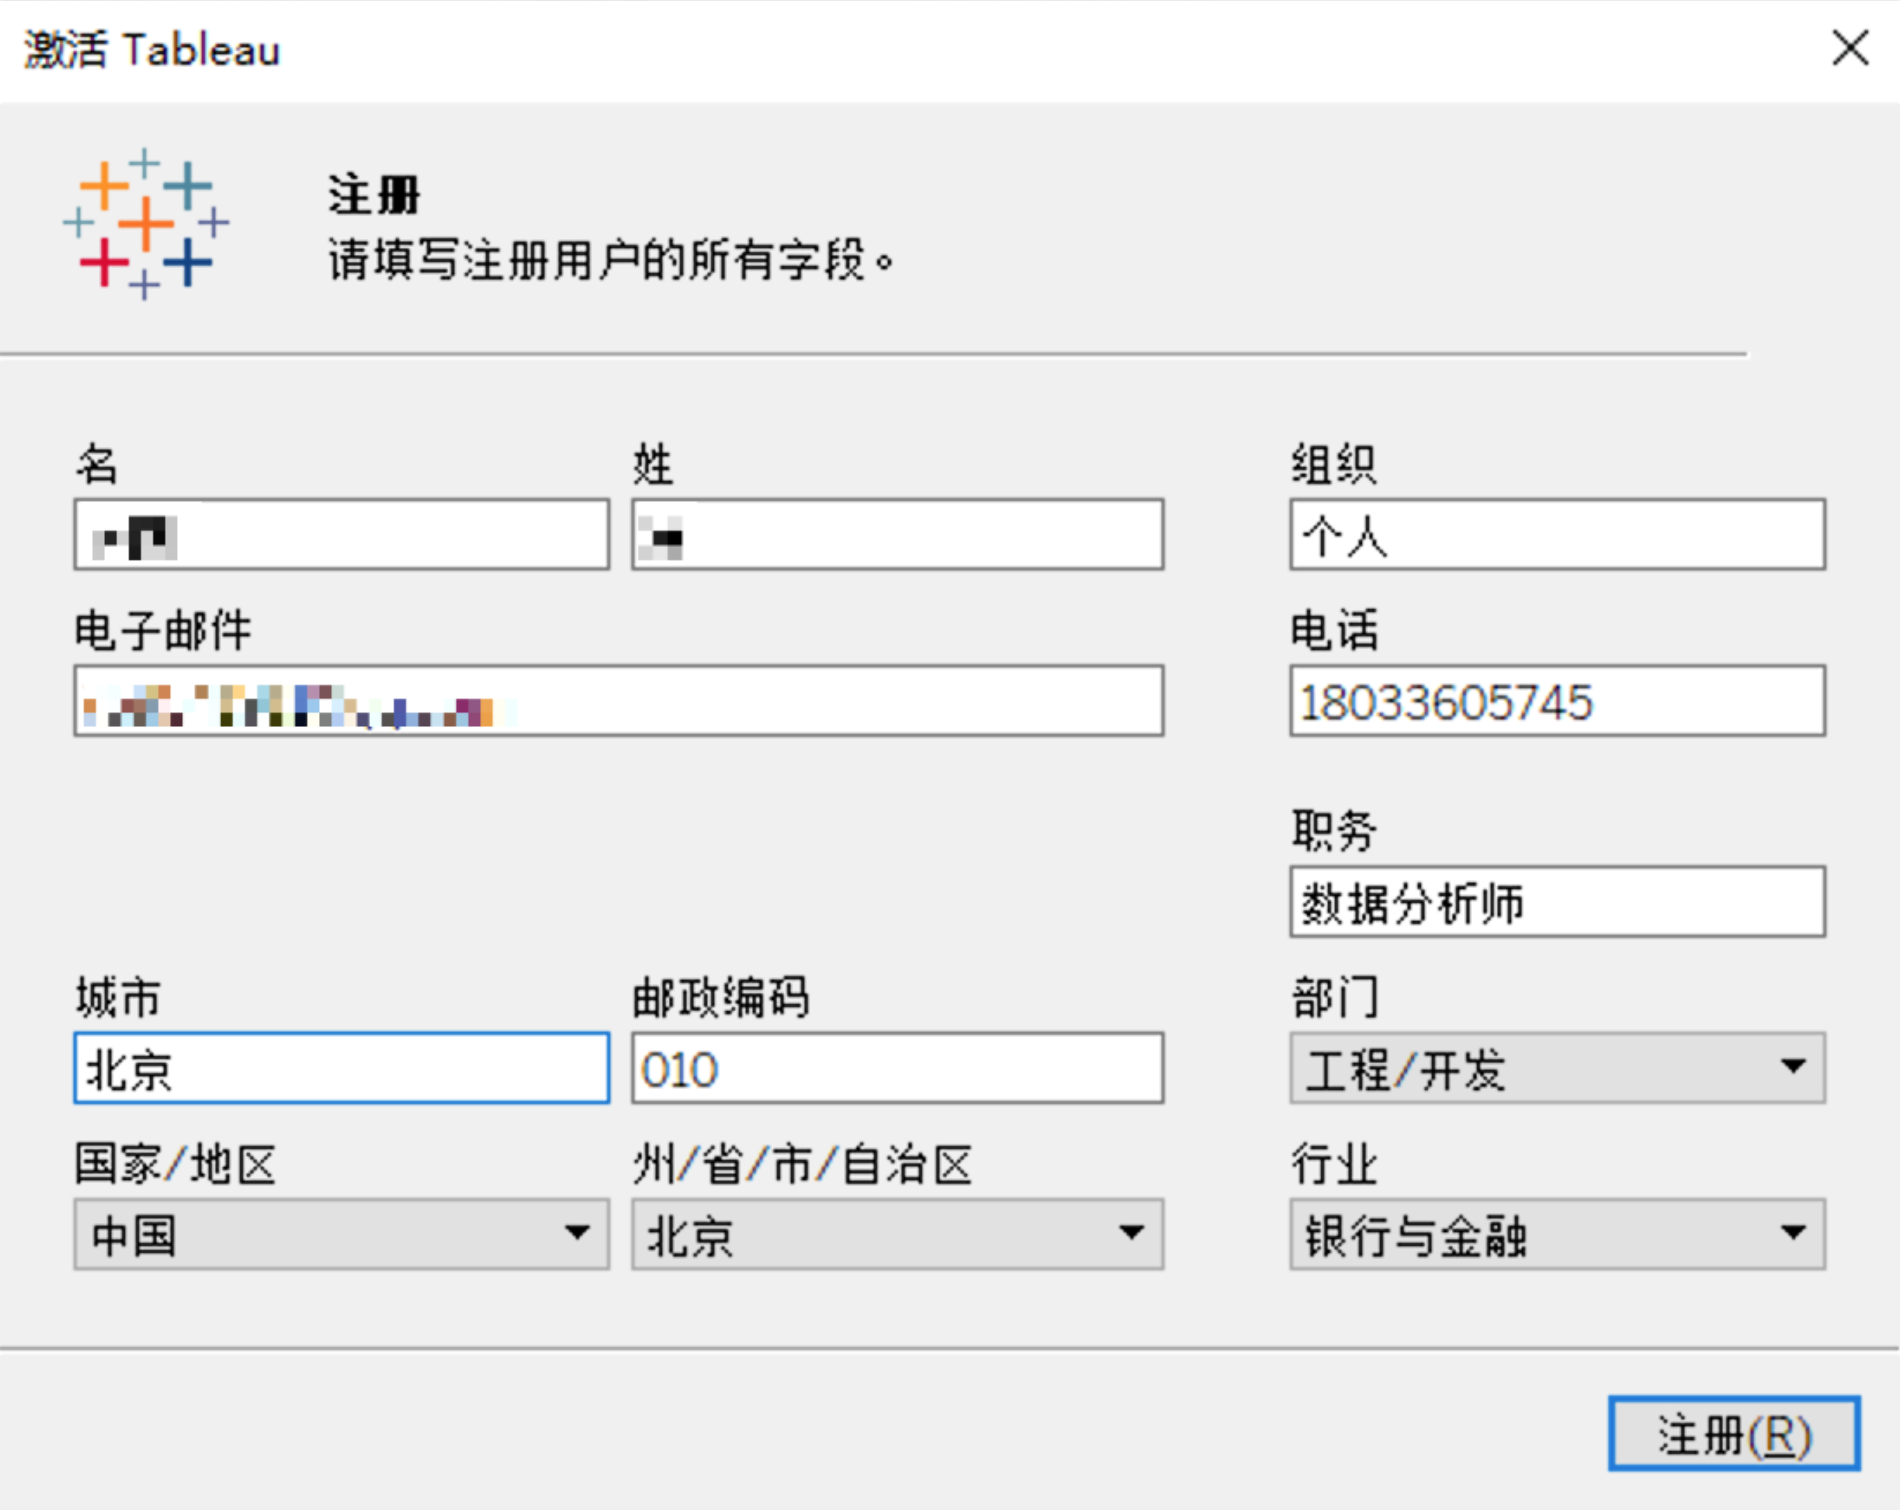 激活 Tableau
注册
请填写注册用户的所有字段。
名 姓 组织
个人
电子邮件 电话
18033605745
职务
数据分析师
城市 邮政编码 部门
北京 010 工程/开发
国家/地区 州/省/市/自治区 行业
中国 北京 银行与金融
注册(R)